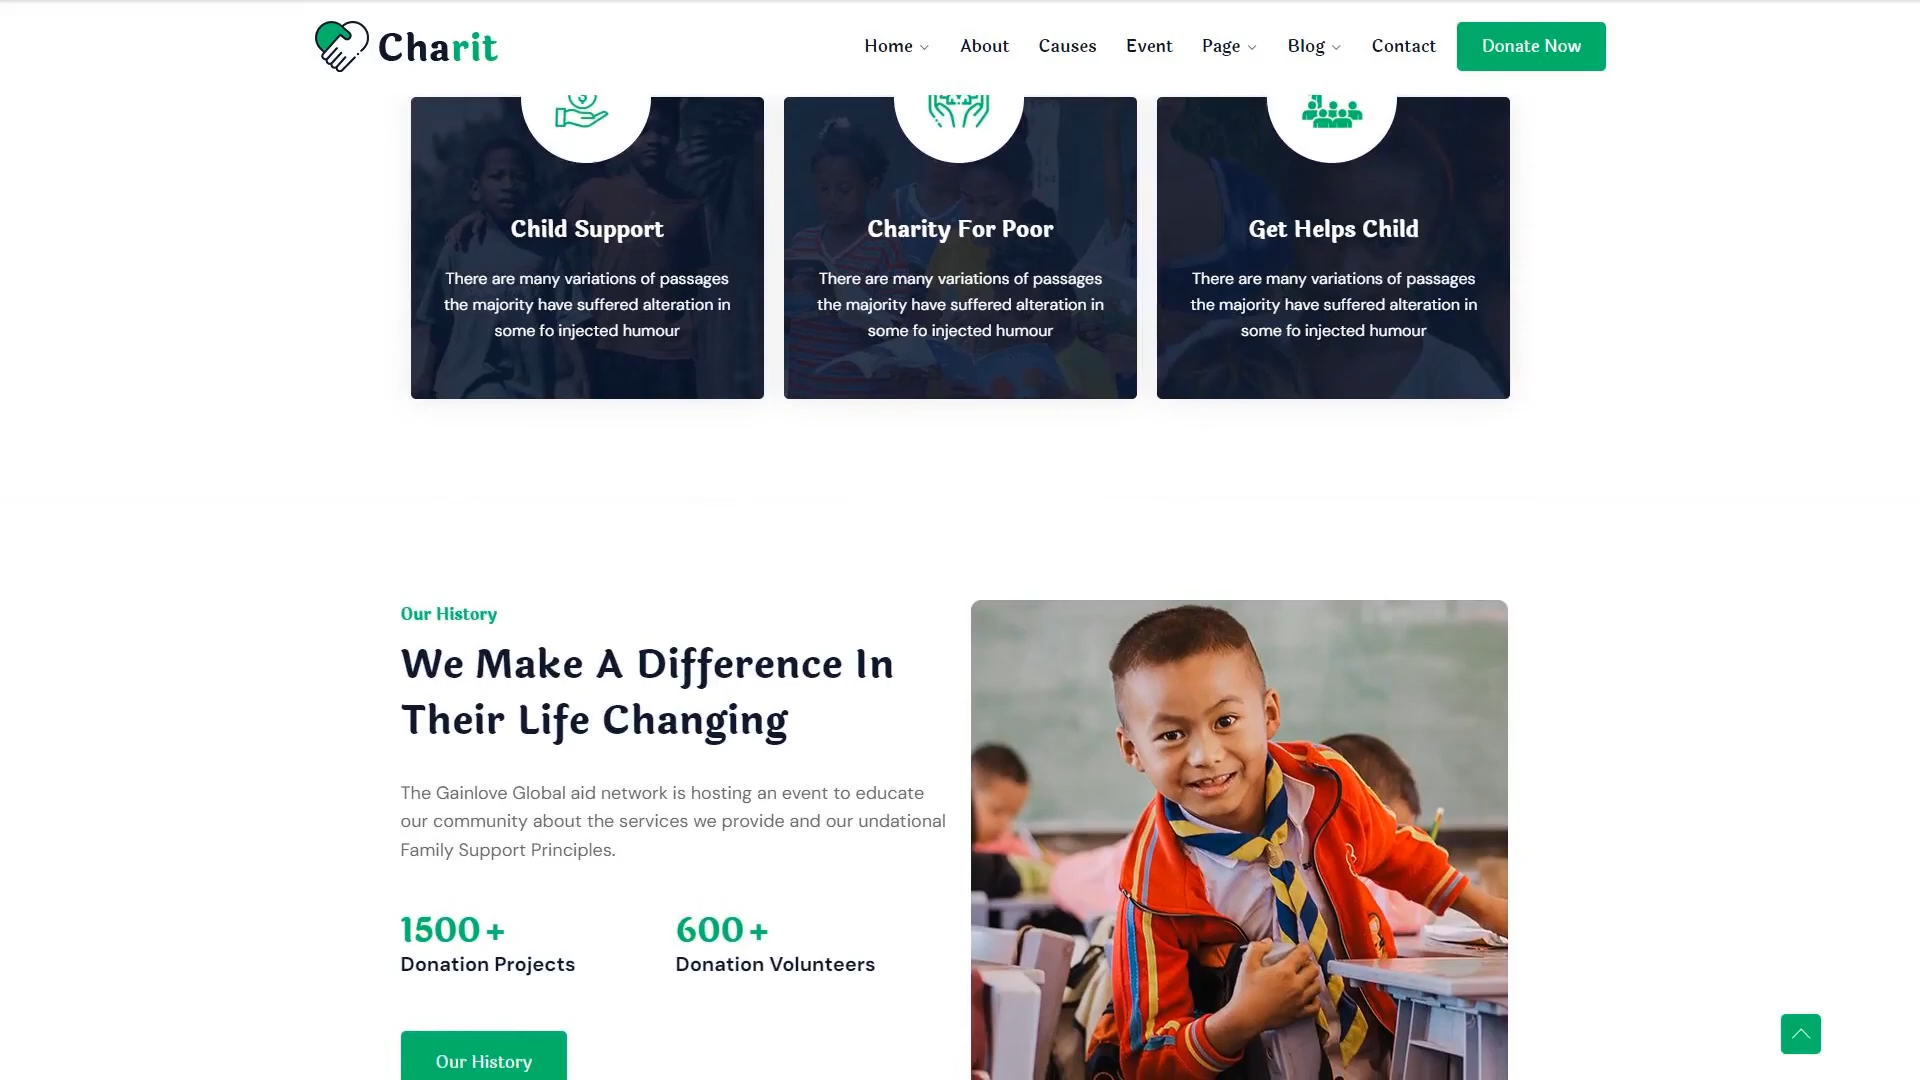 Charit
Home
About
Causes
Event
Page
Blog
Contact
Donate Now
$
Child Support
There are many variations of passages
the majority have suffered alteration in
some fo injected humour
Charity For Poor
There are many variations of passages
the majority have suffered alteration in
some fo injected humour
Get Helps Child
There are many variations of passages
the majority have suffered alteration in
some fo injected humour
Our History
We Make A Difference In
Their Life Changing
The Gainlove Global aid network is hosting an event to educate
our community about the services we provide and our undational
Family Support Principles.
1500+
Donation Projects
600+
Donation Volunteers
Our History